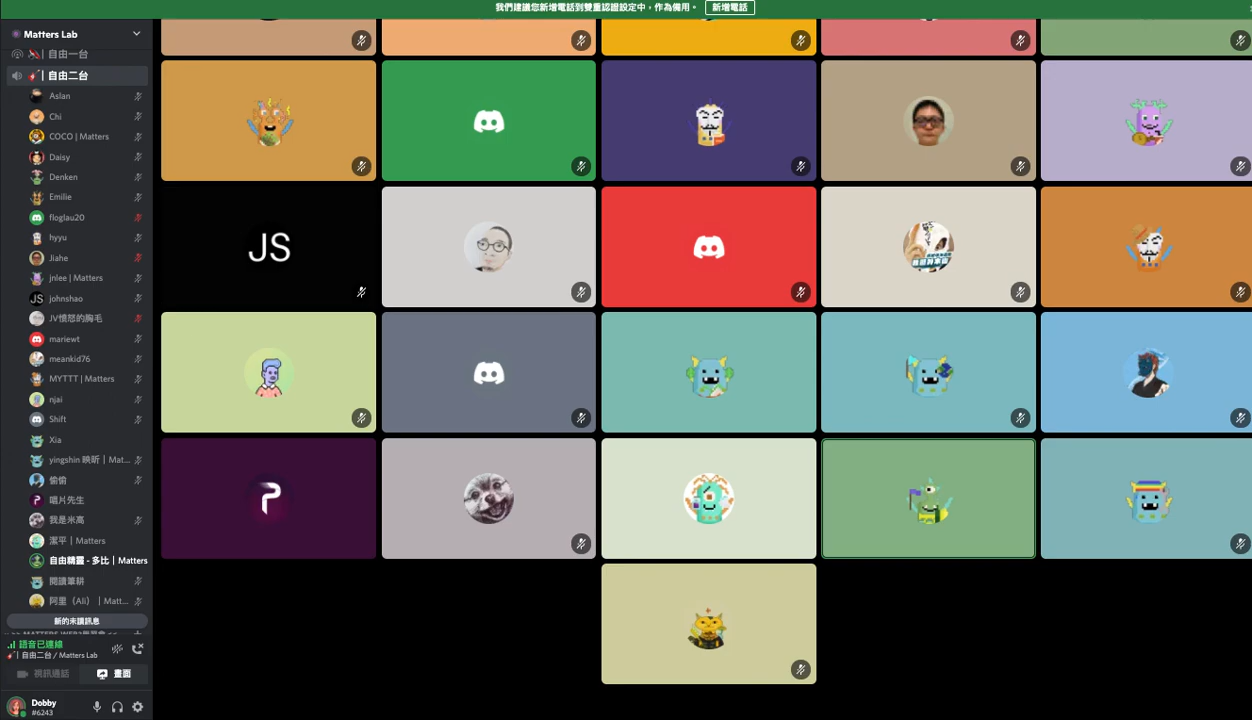 我們建議您新增電話到雙重認證設定中，作為備用。 新增電話
Matters Lab
自由一台
自由二台
Aslan
Chi
COCO | Matters
Daisy
Denken
Emilie
floglau20
hyyu
Jiahe
jnlee | Matters
JS johnshao
JV憤怒的胸毛
mariewt
meankid76
MYTTT | Matters
njai
Shift
Xia
yingshin 映昕｜Mat...
偷偷
唱片先生
我是米高
潔平｜Matters
自由精靈 - 多比｜Matters
閱讀筆耕
阿里（Ali）｜Matt...
新的未讀訊息
語音已連線
自由二台 / Matters Lab
視訊通話 畫面
Dobby
#6243
JS